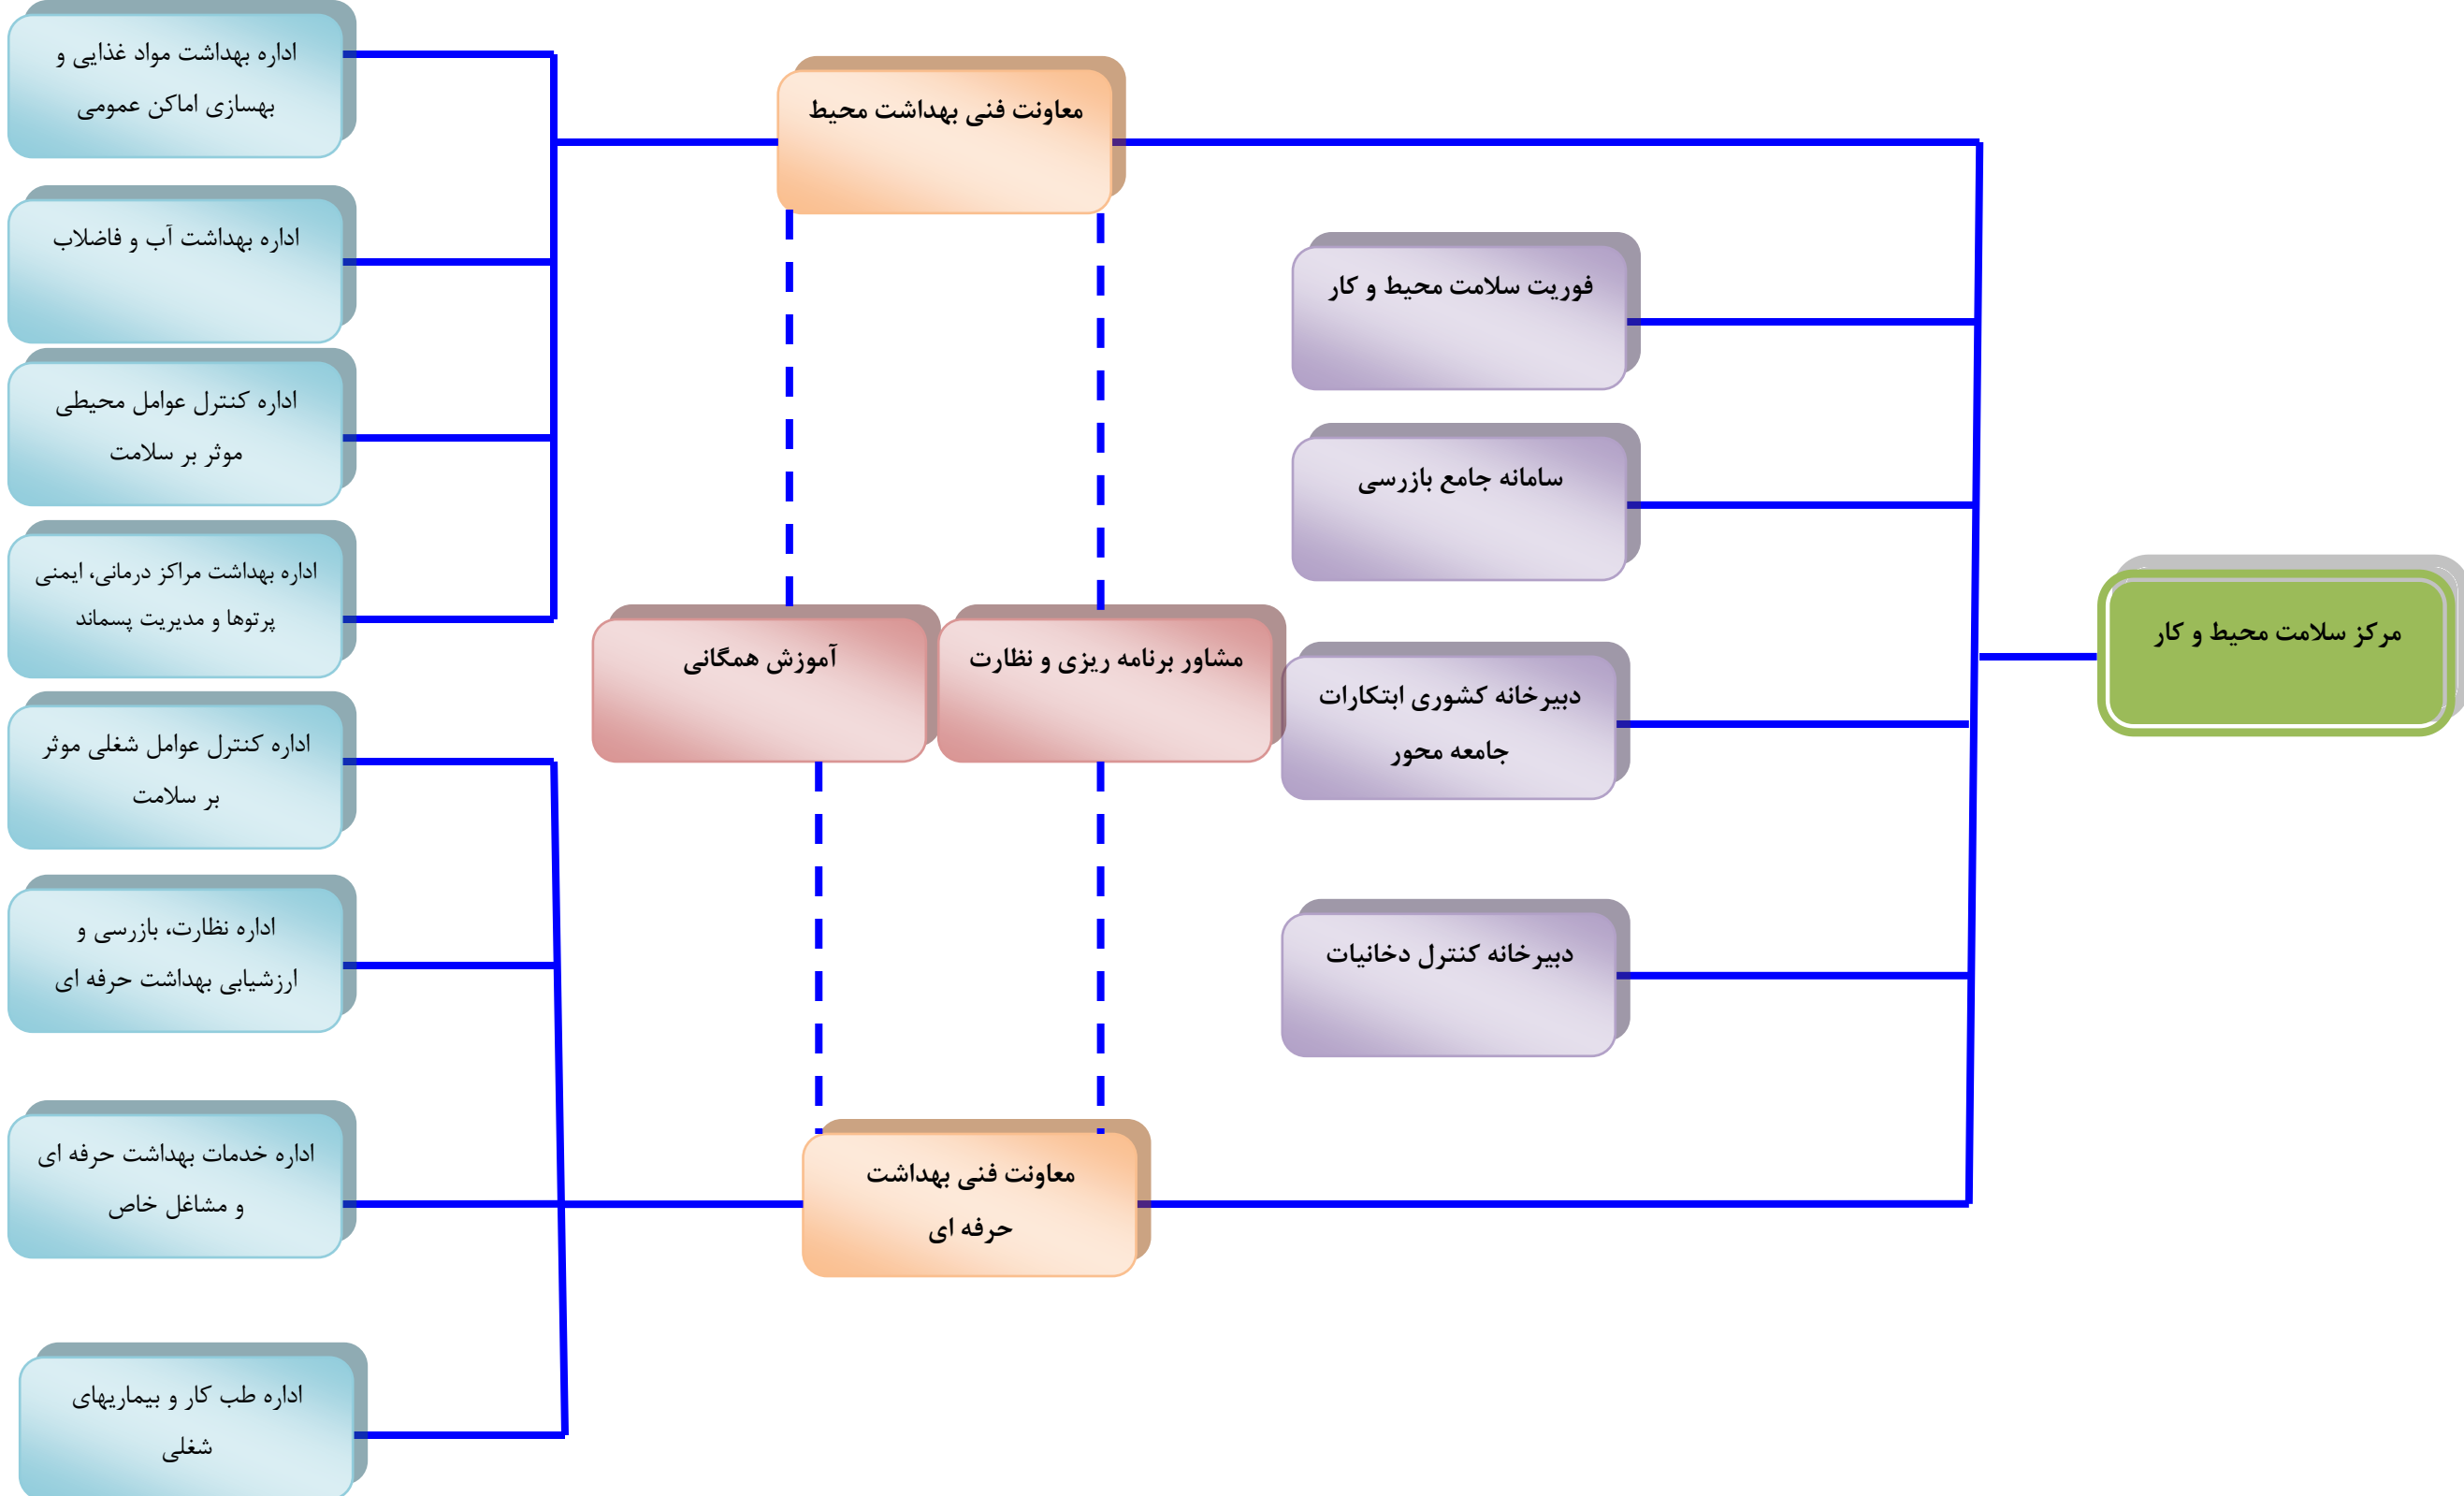 مرکز سلامت محیط و کار
معاونت فنی بهداشت محیط
فوریت سلامت محیط و کار
سامانه جامع بازرسی
دبیرخانه کشوری ابتکارات
جامعه محور
دبیرخانه کنترل دخانیات
معاونت فنی بهداشت
حرفه ای
مشاور برنامه ریزی و نظارت
آموزش همگانی
اداره بهداشت مواد غذایی و
بهسازی اماکن عمومی
اداره بهداشت آب و فاضلاب
اداره کنترل عوامل محیطی
موثر بر سلامت
اداره بهداشت مراکز درمانی، ایمنی
پرتوها و مدیریت پسماند
اداره کنترل عوامل شغلی موثر
بر سلامت
اداره نظارت، بازرسی و
ارزشیابی بهداشت حرفه ای
اداره خدمات بهداشت حرفه ای
و مشاغل خاص
اداره طب کار و بیماریهای
شغلی